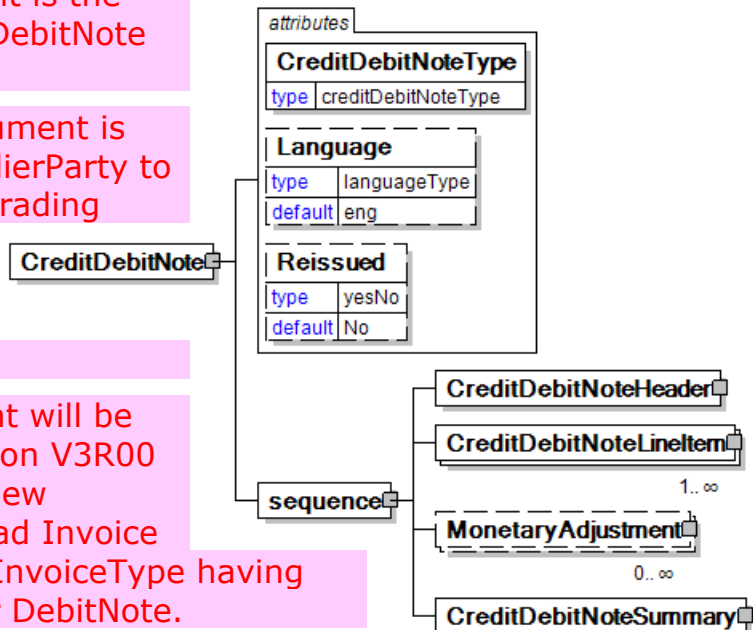 t is the
DebitNote
ument is
lierParty to
rading
nt will be
on V3R00
ew
ad Invoice
InvoiceType having
DebitNote.
attributes
CreditDebitNoteType
type creditDebitNoteType
Language
type languageType
default eng
Reissued
type yesNo
default No
CreditDebitNote
sequence
CreditDebitNoteHeader
CreditDebitNoteLineItem
1..∞
MonetaryAdjustment
0..∞
CreditDebitNoteSummary